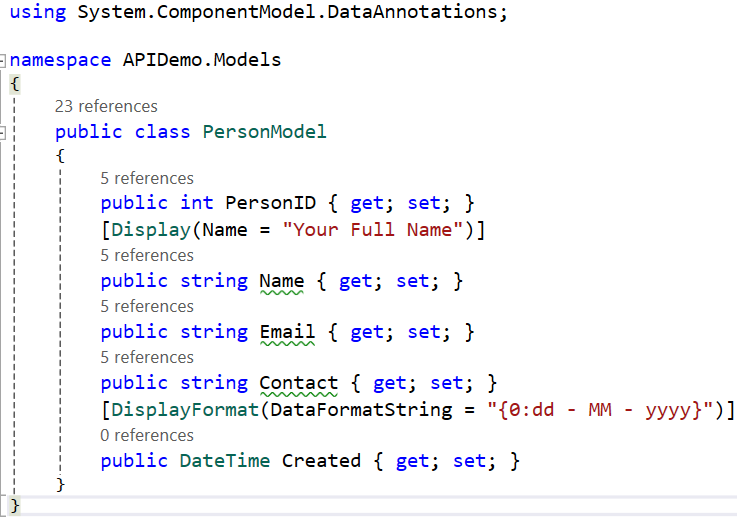 using System.ComponentModel.DataAnnotations;
namespace APIDemo.Models
{
23 references
public class PersonModel
{
5 references
public int PersonID { get; set; }
[Display(Name = "Your Full Name")]
5 references
public string Name { get; set; }
5 references
public string Email { get; set; }
5 references
public string Contact { get; set; }
[DisplayFormat(DataFormatString = "{0:dd - MM - yyyy}")]
0 references
public DateTime Created { get; set; }
}
}